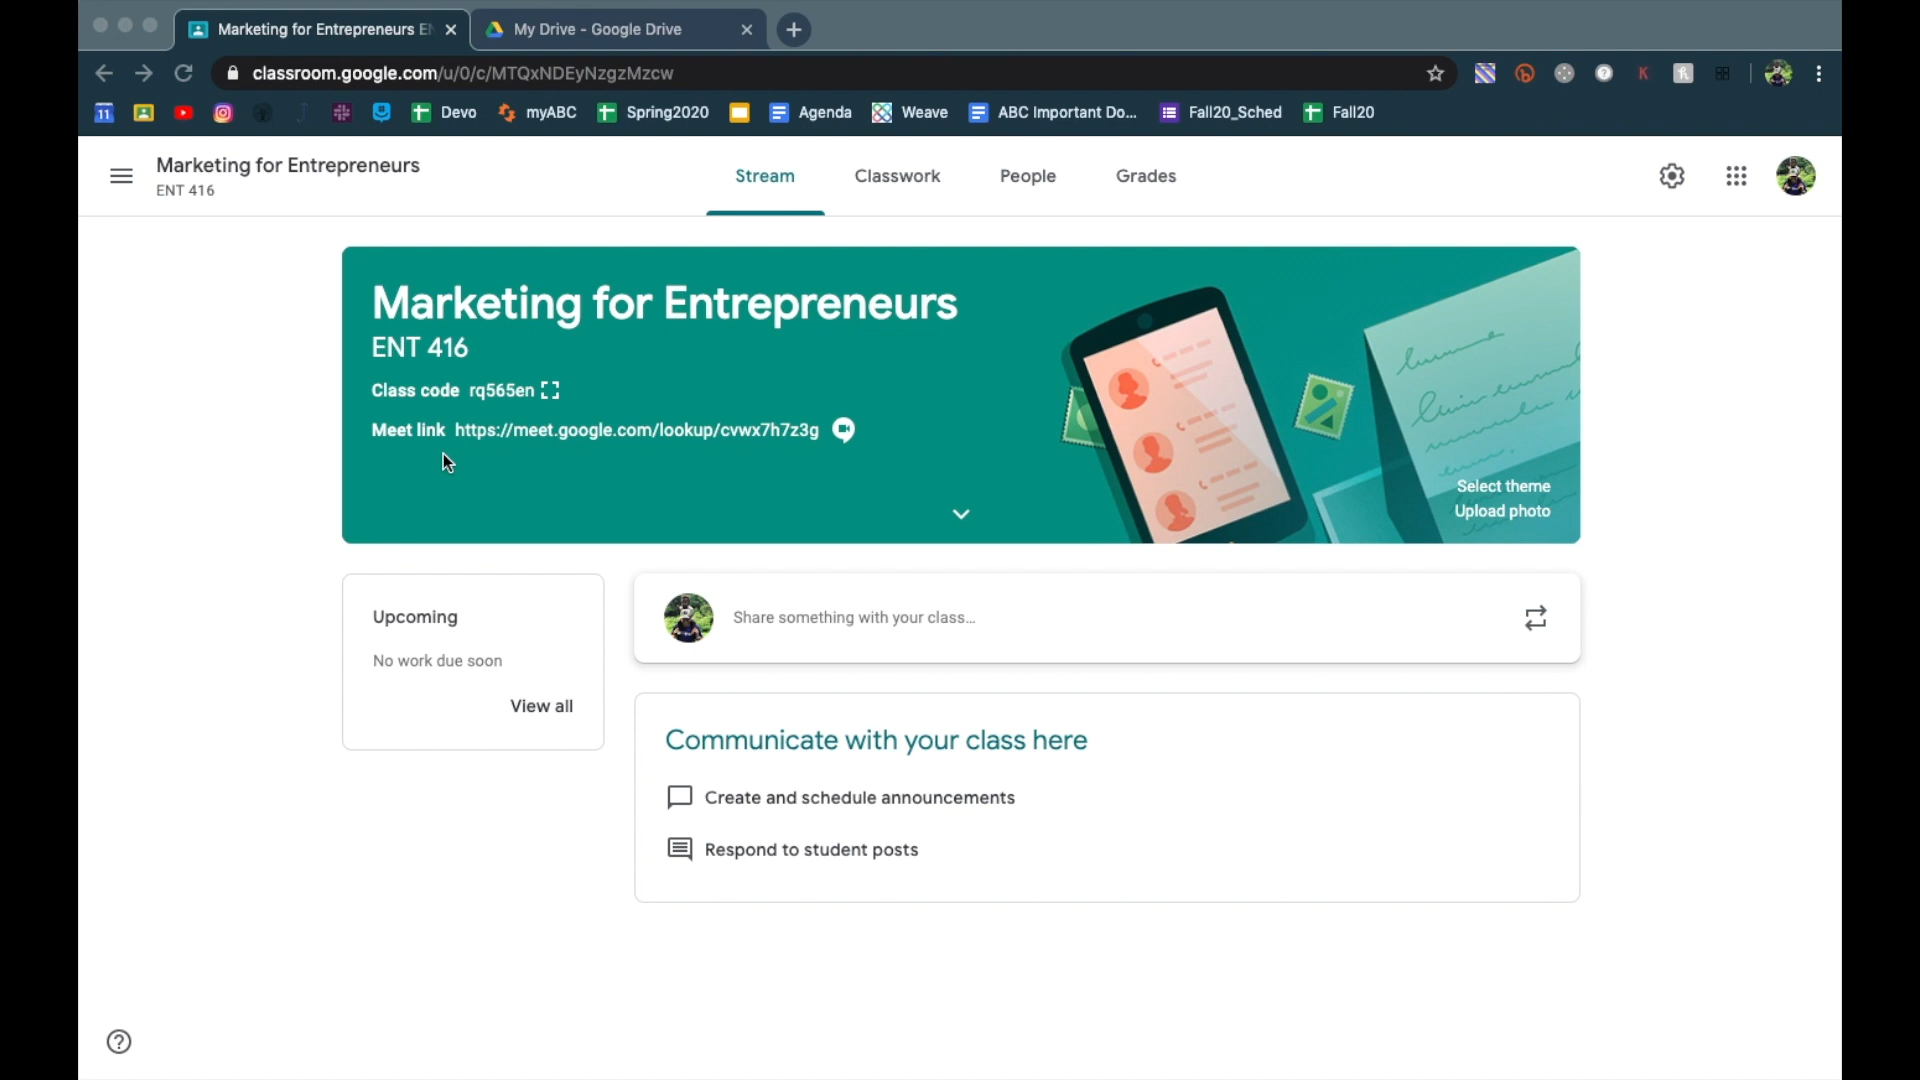 Marketing for Entrepreneurs EN
My Drive - Google Drive
classroom.google.com/u/0/c/MTQxNDEyNzgzMzcw
11
Devo
myABC
Spring2020
Agenda
Weave
ABC Important Do...
Fall20_Sched
Fall20
Marketing for Entrepreneurs
ENT 416
Stream
Classwork
People
Grades
Marketing for Entrepreneurs
ENT 416
Class code rq565en
Meet link https://meet.google.com/lookup/cvwx7h7z3g
Select theme
Upload photo
Upcoming
No work due soon
View all
Share something with your class...
Communicate with your class here
Create and schedule announcements
Respond to student posts